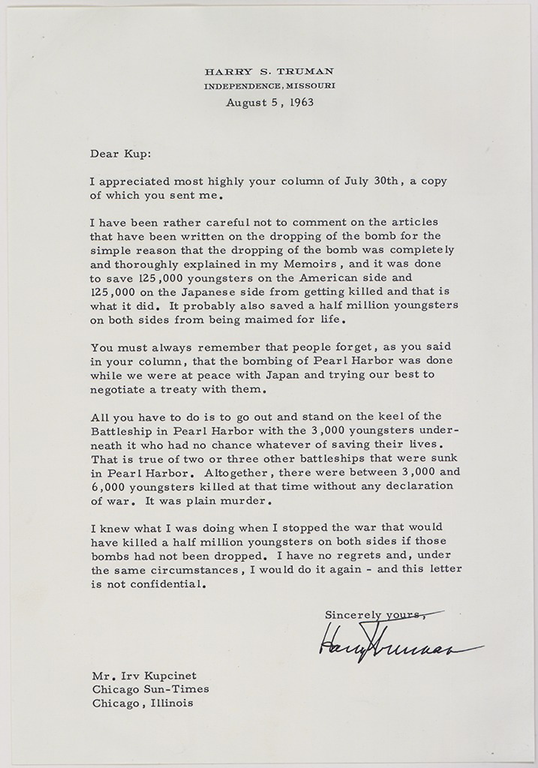 HARRY S. TRUMAN
INDEPENDENCE, MISSOURI
August 5, 1963
Dear Kup:
I appreciated most highly your column of July 30th, a copy
of which you sent me.
I have been rather careful not to comment on the articles
that have been written on the dropping of the bomb for the
simple reason that the dropping of the bomb was completely
and thoroughly explained in my Memoirs, and it was done
to save 125,000 youngsters on the American side and
125,000 on the Japanese side from getting killed and that is
what it did. It probably also saved a half million youngsters
on both sides from being maimed for life.
You must always remember that people forget, as you said
in your column, that the bombing of Pearl Harbor was done
while we were at peace with Japan and trying our best to
negotiate a treaty with them.
All you have to do is to go out and stand on the keel of the
Battleship in Pearl Harbor with the 3,000 youngsters under-
neath it who had no chance whatever of saving their lives.
That is true of two or three other battleships that were sunk
in Pearl Harbor. Altogether, there were between 3,000 and
6,000 youngsters killed at that time without any declaration
of war. It was plain murder.
I knew what I was doing when I stopped the war that would
have killed a half million youngsters on both sides if those
bombs had not been dropped. I have no regrets and, under
the same circumstances, I would do it again - and this letter
is not confidential.
Sincerely yours,
Harry Truman
Mr. Irv Kupcinet
Chicago Sun-Times
Chicago, Illinois